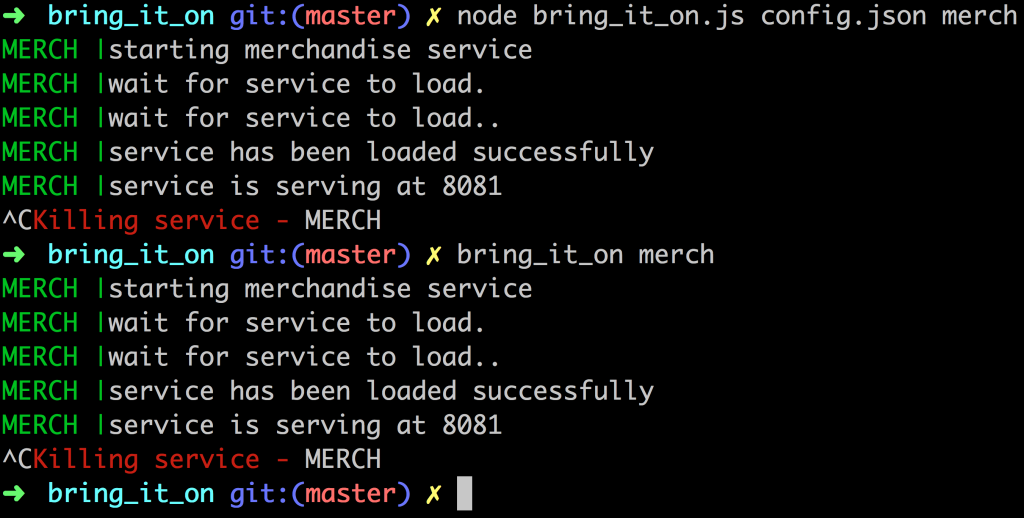 ➜ bring_it_on git:(master) ✗ node bring_it_on.js config.json merch
MERCH |starting merchandise service
MERCH |wait for service to load.
MERCH |wait for service to load..
MERCH |service has been loaded successfully
MERCH |service is serving at 8081
^CKilling service - MERCH
➜ bring_it_on git:(master) ✗ bring_it_on merch
MERCH |starting merchandise service
MERCH |wait for service to load.
MERCH |wait for service to load..
MERCH |service has been loaded successfully
MERCH |service is serving at 8081
^CKilling service - MERCH
➜ bring_it_on git:(master) ✗